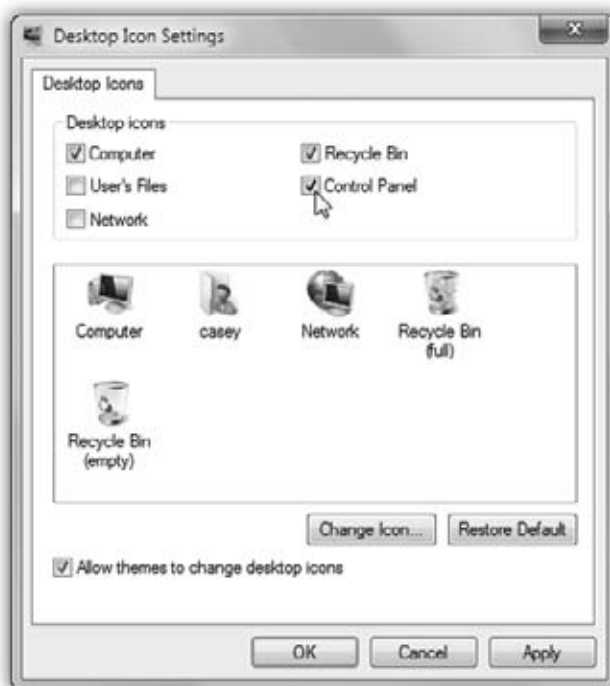 Desktop Icon Settings
Desktop Icons
Desktop icons
Computer
Recycle Bin
User's Files
Control Panel
Network
Computer
casey
Network
Recycle Bin
(full)
Recycle Bin
(empty)
Change Icon...
Restore Default
Allow themes to change desktop icons
OK
Cancel
Apply